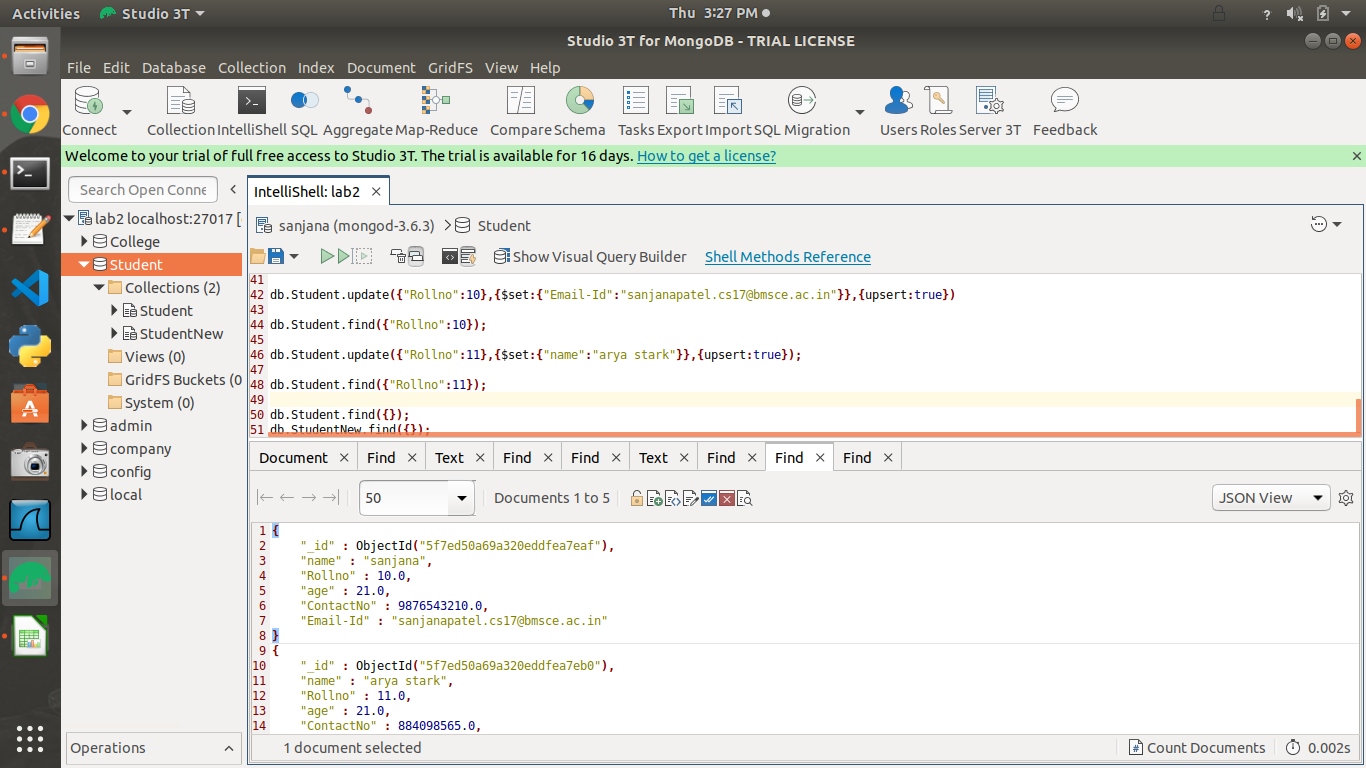 Activities Studio 3T Thu 3:27 PM ?
Studio 3T for MongoDB - TRIAL LICENSE
File Edit Database Collection Index Document GridFS View Help
Connect Collection IntelliShell SQL Aggregate Map-Reduce Compare Schema Tasks Export Import SQL Migration Users Roles Server 3T Feedback
Welcome to your trial of full free access to Studio 3T. The trial is available for 16 days. How to get a license?
Search Open Conne
IntelliShell: lab2
lab2 localhost:27017 [
College
Student
Collections (2)
Student
StudentNew
Views (0)
GridFS Buckets (0
System (0)
admin
company
config
local
Operations
sanjana (mongod-3.6.3) Student
Show Visual Query Builder Shell Methods Reference
41
42 db.Student.update({"Rollno":10},{$set:{"Email-Id":"sanjanapatel.cs17@bmsce.ac.in"}},{upsert:true})
43
44 db.Student.find({"Rollno":10});
45
46 db.Student.update({"Rollno":11},{$set:{"name":"arya stark"}},{upsert:true});
47
48 db.Student.find({"Rollno":11});
49
50 db.Student.find({});
51 db.StudentNew.find({});
Document Find Text Find Find Text Find Find Find
50 Documents 1 to 5 JSON View
1 {
2 "_id" : ObjectId("5f7ed50a69a320eddfea7eaf"),
3 "name" : "sanjana",
4 "Rollno" : 10.0,
5 "age" : 21.0,
6 "ContactNo" : 9876543210.0,
7 "Email-Id" : "sanjanapatel.cs17@bmsce.ac.in"
8 }
9 {
10 "_id" : ObjectId("5f7ed50a69a320eddfea7eb0"),
11 "name" : "arya stark",
12 "Rollno" : 11.0,
13 "age" : 21.0,
14 "ContactNo" : 884098565.0,
1 document selected Count Documents 0.002s